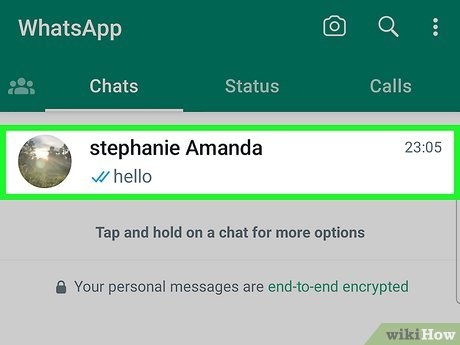 WhatsApp
Chats Status Calls
stephanie Amanda 23:05
hello
Tap and hold on a chat for more options
Your personal messages are end-to-end encrypted
wikiHow